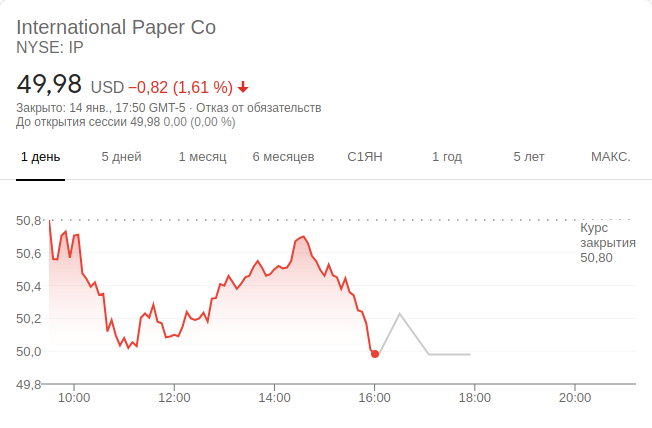 International Paper Co
NYSE: IP
49,98 USD −0,82 (1,61 %)
Закрыто: 14 янв., 17:50 GMT-5 · Отказ от обязательств
До открытия сессии 49,98 0,00 (0,00 %)
1 день 5 дней 1 месяц 6 месяцев С1ЯН 1 год 5 лет МАКС.
50,8
Курс
закрытия
50,80
50,6
50,4
50,2
50,0
49,8
10:00 12:00 14:00 16:00 18:00 20:00